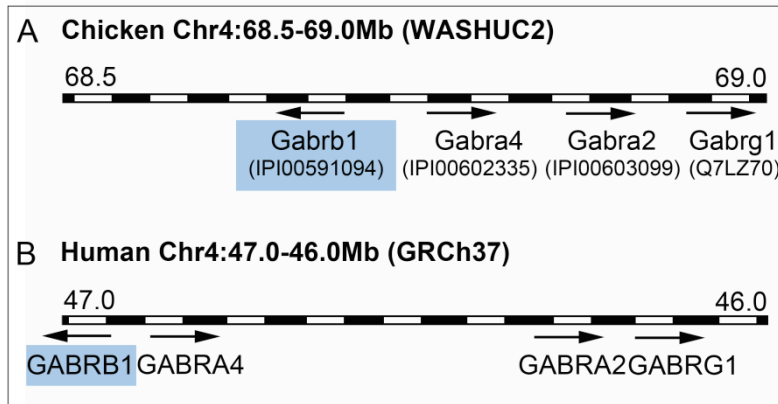 A Chicken Chr4:68.5-69.0Mb (WASHUC2)
68.5 69.0
Gabrb1 Gabra4 Gabra2 Gabrg1
(IPI00591094) (IPI00602335) (IPI00603099) (Q7LZ70)
B Human Chr4:47.0-46.0Mb (GRCh37)
47.0 46.0
GABRB1 GABRA4 GABRA2 GABRG1